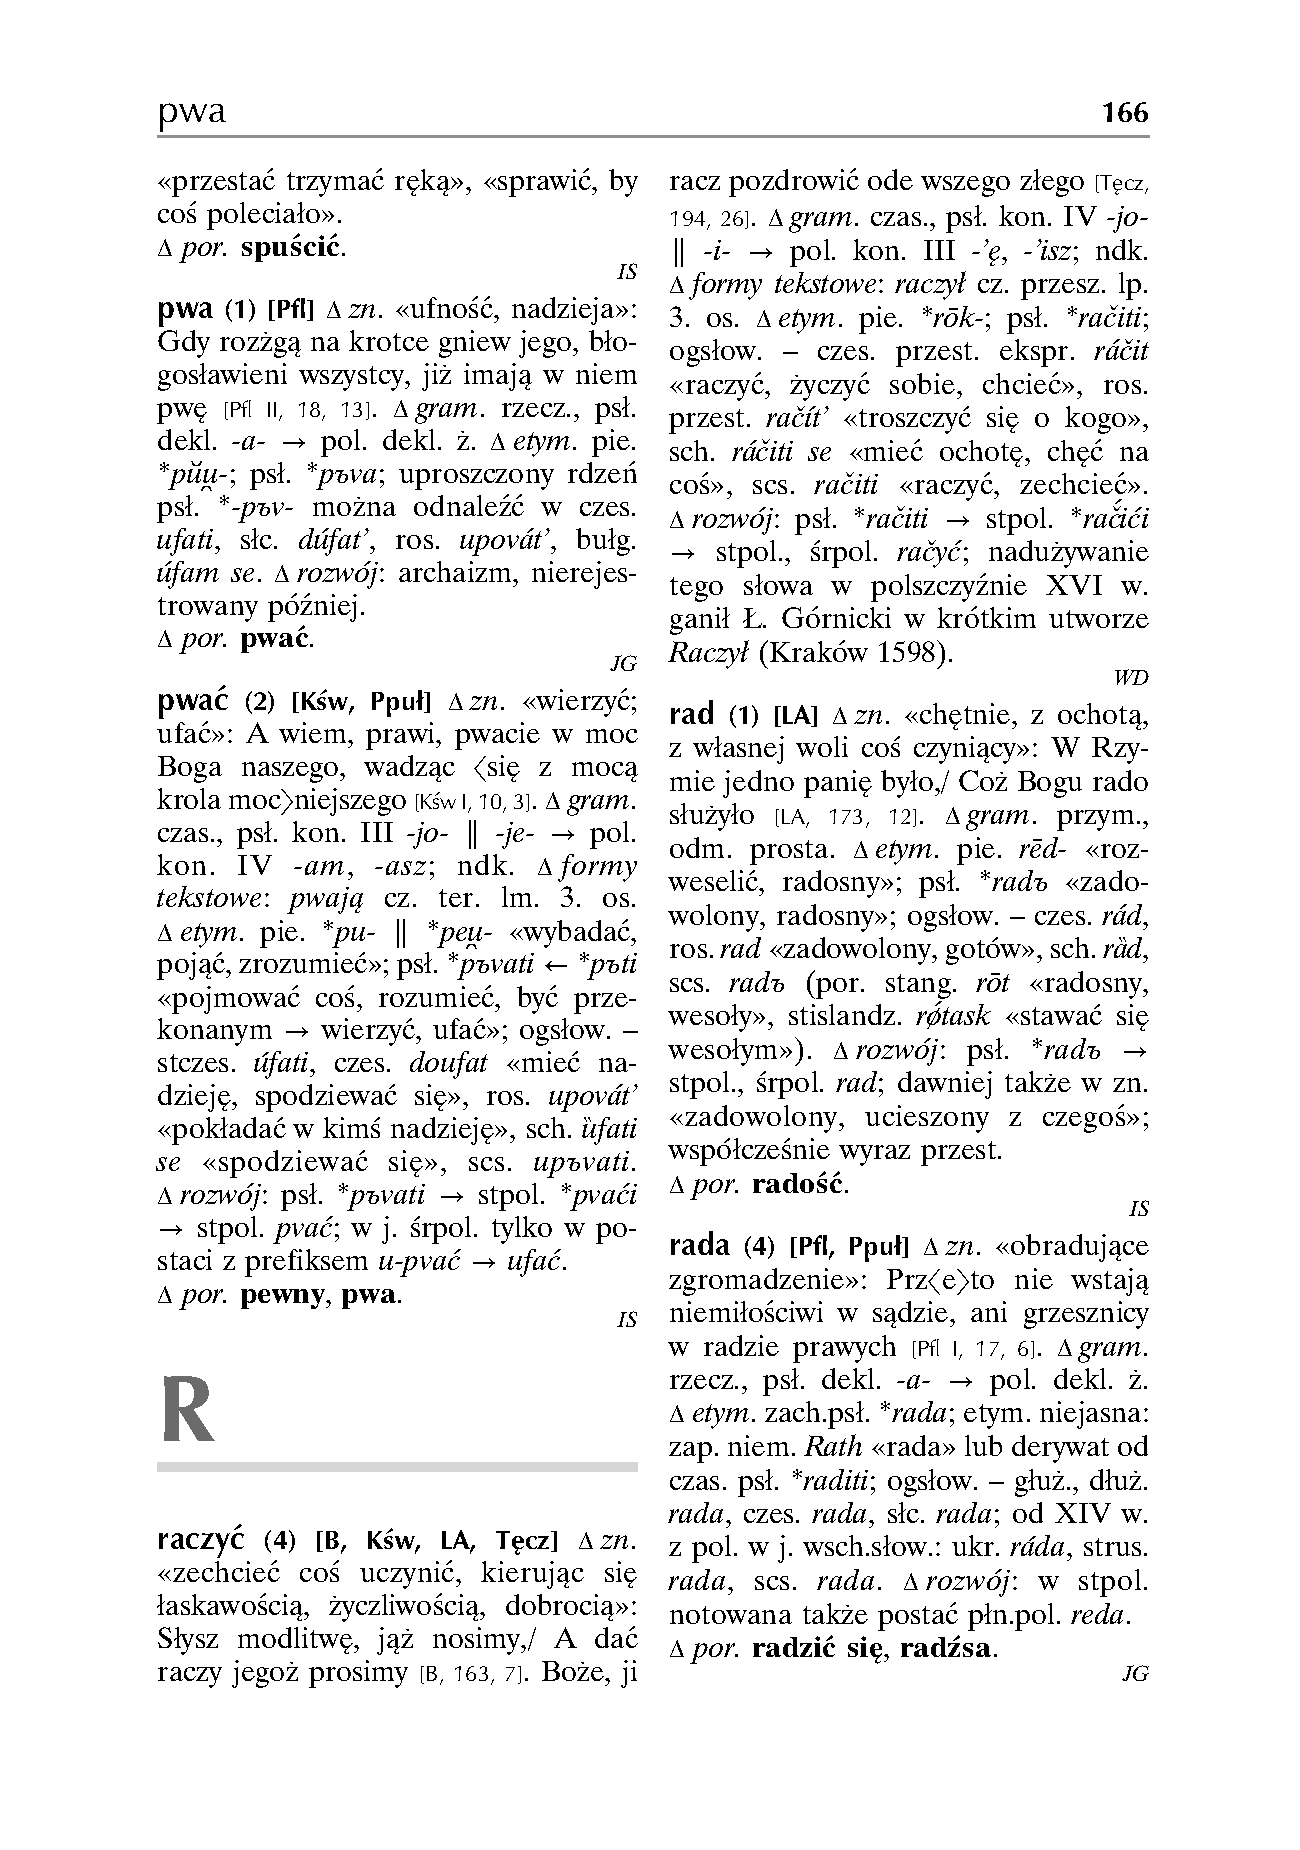 pwa
166
«przestać trzymać ręką», «sprawić, by
coś poleciało».
∆ por. spuścić.
IS
pwa (1) [Pfl] ∆ zn. «ufność, nadzieja»:
Gdy rozżgą na krotce gniew jego, bło-
gosławieni wszystcy, jiż imają w niem
pwę [Pfl II, 18, 13]. ∆ gram. rzecz., psł.
dekl. -a- → pol. dekl. ż. ∆ etym. pie.
*pŭu̯-; psł. *pъva; uproszczony rdzeń
psł. *-pъv- można odnaleźć w czes.
ufati, słc. dúfat’, ros. upovát’, bułg.
úfam se. ∆ rozwój: archaizm, nierejes-
trowany później.
∆ por. pwać.
JG
pwać (2) [Kśw, Ppuł] ∆ zn. «wierzyć;
ufać»: A wiem, prawi, pwacie w moc
Boga naszego, wadząc 〈się z mocą
krola moc〉niejszego [Kśw I, 10, 3]. ∆ gram.
czas., psł. kon. III -jo- ‖ -je- → pol.
kon. IV -am, -asz; ndk. ∆ formy
tekstowe: pwają cz. ter. lm. 3. os.
∆ etym. pie. *pu- ‖ *peu̯- «wybadać,
pojąć, zrozumieć»; psł. *pъvati ← *pъti
«pojmować coś, rozumieć, być prze-
konanym → wierzyć, ufać»; ogsłow. –
stczes. úfati, czes. doufat «mieć na-
dzieję, spodziewać się», ros. upovát’
«pokładać w kimś nadzieję», sch. ȕfati
se «spodziewać się», scs. upъvati.
∆ rozwój: psł. *pъvati → stpol. *pvaći
→ stpol. pvać; w j. śrpol. tylko w po-
staci z prefiksem u-pvać → ufać.
∆ por. pewny, pwa.
IS
R
raczyć (4) [B, Kśw, LA, Tęcz] ∆ zn.
«zechcieć coś uczynić, kierując się
łaskawością, życzliwością, dobrocią»:
Słysz modlitwę, jąż nosimy,/ A dać
raczy jegoż prosimy [B, 163, 7]. Boże, ji
racz pozdrowić ode wszego złego [Tęcz,
194, 26]. ∆ gram. czas., psł. kon. IV -jo-
‖ -i- → pol. kon. III -’ę, -’isz; ndk.
∆ formy tekstowe: raczył cz. przesz. lp.
3. os. ∆ etym. pie. *rōk-; psł. *račiti;
ogsłow. – czes. przest. ekspr. ráčit
«raczyć, życzyć sobie, chcieć», ros.
przest. račít’ «troszczyć się o kogo»,
sch. ráčiti se «mieć ochotę, chęć na
coś», scs. račiti «raczyć, zechcieć».
∆ rozwój: psł. *račiti → stpol. *rač́ići
→ stpol., śrpol. račyć; nadużywanie
tego słowa w polszczyźnie XVI w.
ganił Ł. Górnicki w krótkim utworze
Raczył (Kraków 1598).
WD
rad (1) [LA] ∆ zn. «chętnie, z ochotą,
z własnej woli coś czyniący»: W Rzy-
mie jedno panię było,/ Coż Bogu rado
służyło [LA, 173, 12]. ∆ gram. przym.,
odm. prosta. ∆ etym. pie. rēd- «roz-
weselić, radosny»; psł. *radъ «zado-
wolony, radosny»; ogsłow. – czes. rád,
ros. rad «zadowolony, gotów», sch. rȁd,
scs. radъ (por. stang. rōt «radosny,
wesoły», stislandz. rǿtask «stawać się
wesołym»). ∆ rozwój: psł. *radъ →
stpol., śrpol. rad; dawniej także w zn.
«zadowolony, ucieszony z czegoś»;
współcześnie wyraz przest.
∆ por. radość.
IS
rada (4) [Pfl, Ppuł] ∆ zn. «obradujące
zgromadzenie»: Prz〈e〉to nie wstają
niemiłościwi w sądzie, ani grzesznicy
w radzie prawych [Pfl I, 17, 6]. ∆ gram.
rzecz., psł. dekl. -a- → pol. dekl. ż.
∆ etym. zach.psł. *rada; etym. niejasna:
zap. niem. Rath «rada» lub derywat od
czas. psł. *raditi; ogsłow. – głuż., dłuż.
rada, czes. rada, słc. rada; od XIV w.
z pol. w j. wsch.słow.: ukr. ráda, strus.
rada, scs. rada. ∆ rozwój: w stpol.
notowana także postać płn.pol. reda.
∆ por. radzić się, radźsa.
JG